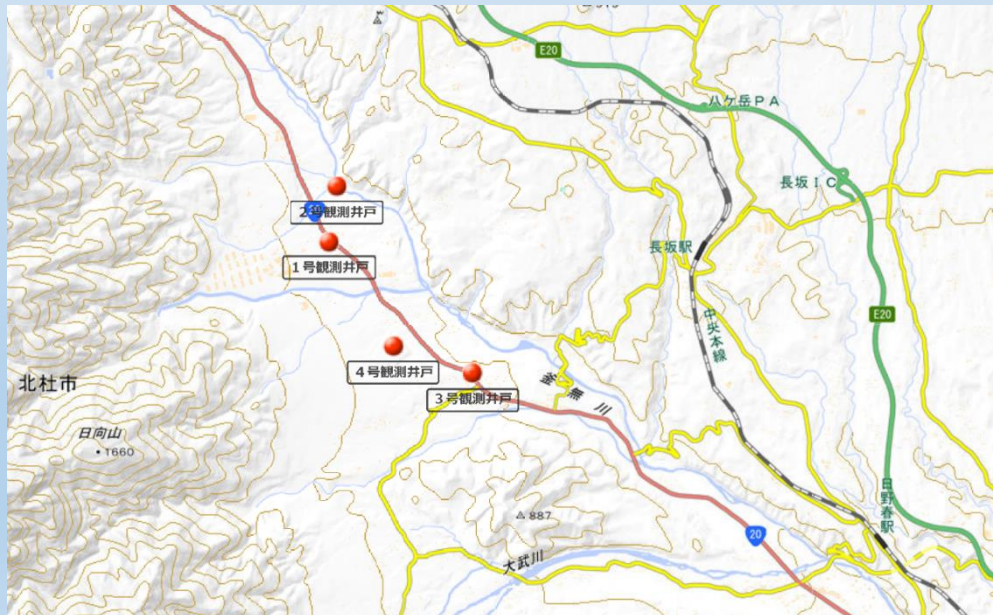 E20
八ヶ岳ＰＡ
長坂ＩＣ
2号観測井戸
長坂駅
1号観測井戸
E20
中央本線
4号観測井戸
北杜市
3号観測井戸
釜無川
日向山
1660
日野春駅
887
20
大武川